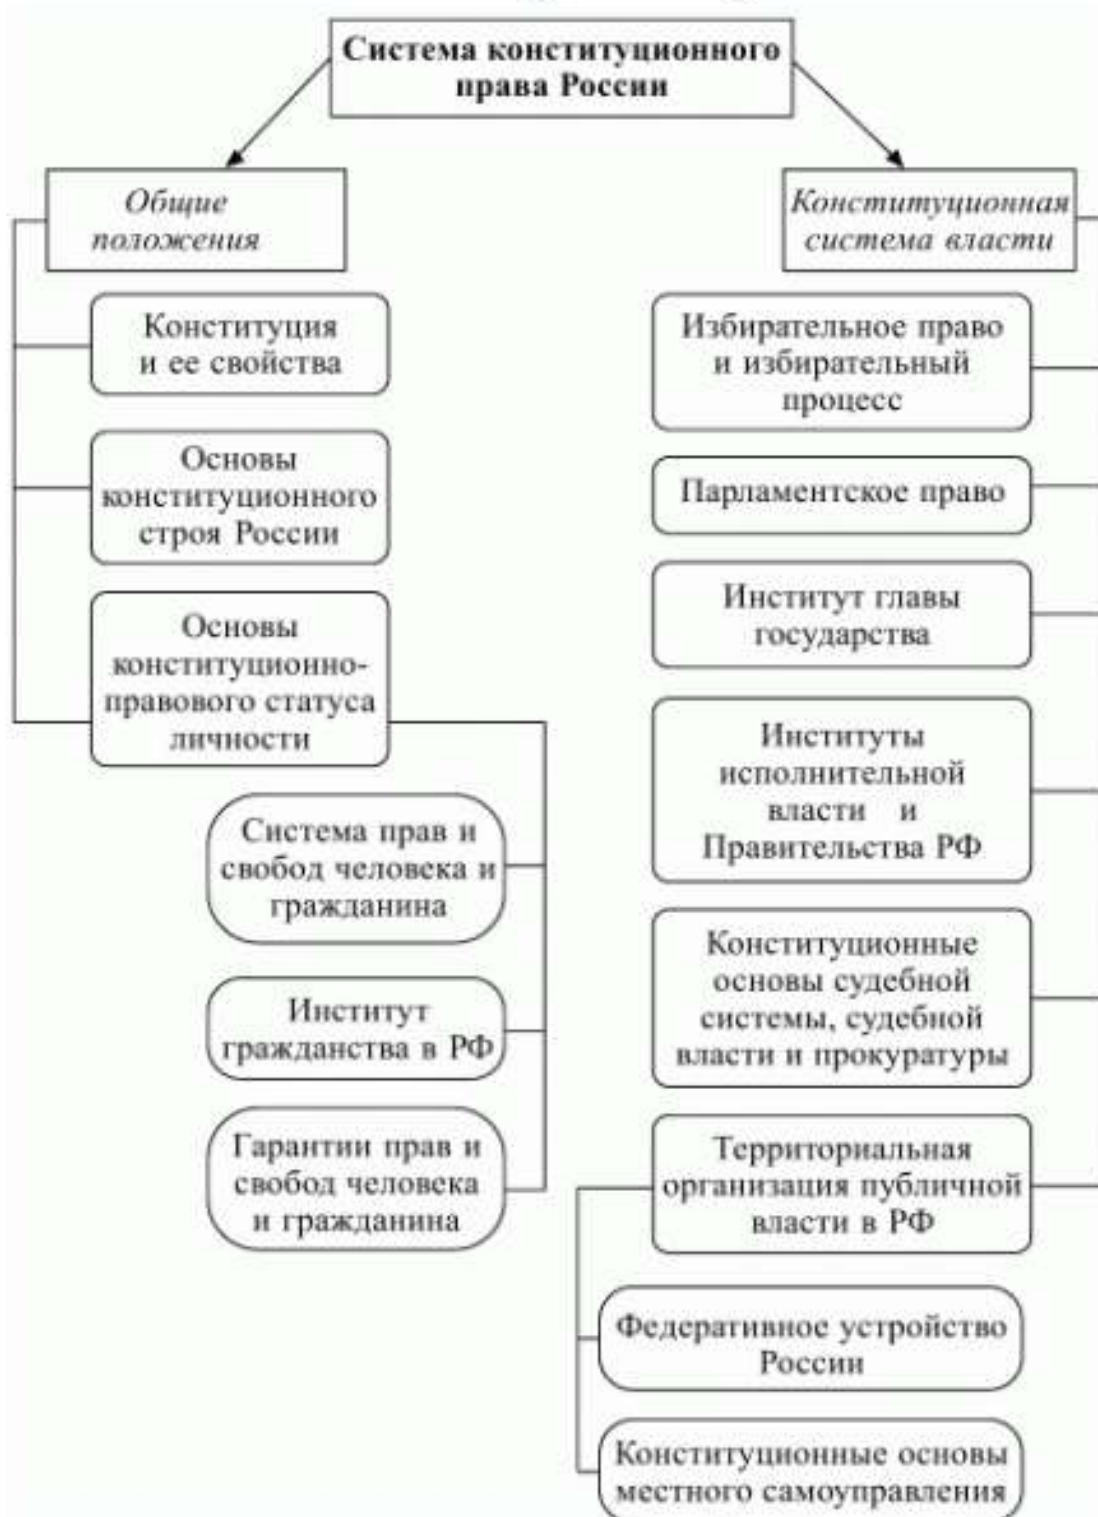 Система конституционного
права России
Общие
положения
Конституция
и ее свойства
Основы
конституционного
строя России
Основы
конституционно-
правового статуса
личности
Система прав и
свобод человека и
гражданина
Институт
гражданства в РФ
Гарантии прав и
свобод человека
и гражданина
Конституционная
система власти
Избирательное право
и избирательный
процесс
Парламентское право
Институт главы
государства
Институты
исполнительной
власти и
Правительства РФ
Конституционные
основы судебной
системы, судебной
власти и прокуратуры
Территориальная
организация публичной
власти в РФ
Федеративное устройство
России
Конституционные основы
местного самоуправления